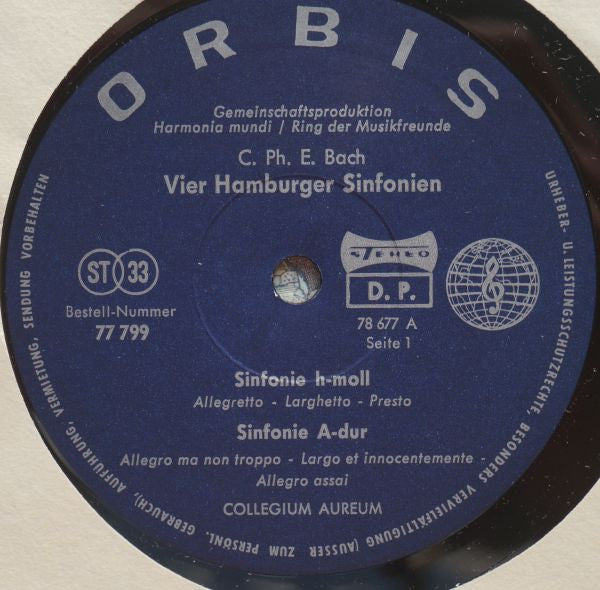 ORBIS
Gemeinschaftsproduktion
Harmonia mundi / Ring der Musikfreunde
C. Ph. E. Bach
Vier Hamburger Sinfonien
ST 33
Bestell-Nummer
77 799
STEREO
D. P.
78 677 A
Seite 1
Sinfonie h-moll
Allegretto - Larghetto - Presto
Sinfonie A-dur
Allegro ma non troppo - Largo et innocentemente -
Allegro assai
COLLEGIUM AUREUM
URHEBER- U. LEISTUNGSSCHUTZRECHTE, BESONDERS VERVIELFÄLTIGUNG (AUSSER ZUM PERSÖNL. GEBRAUCH), AUFFÜHRUNG, VERMIETUNG, SENDUNG VORBEHALTEN